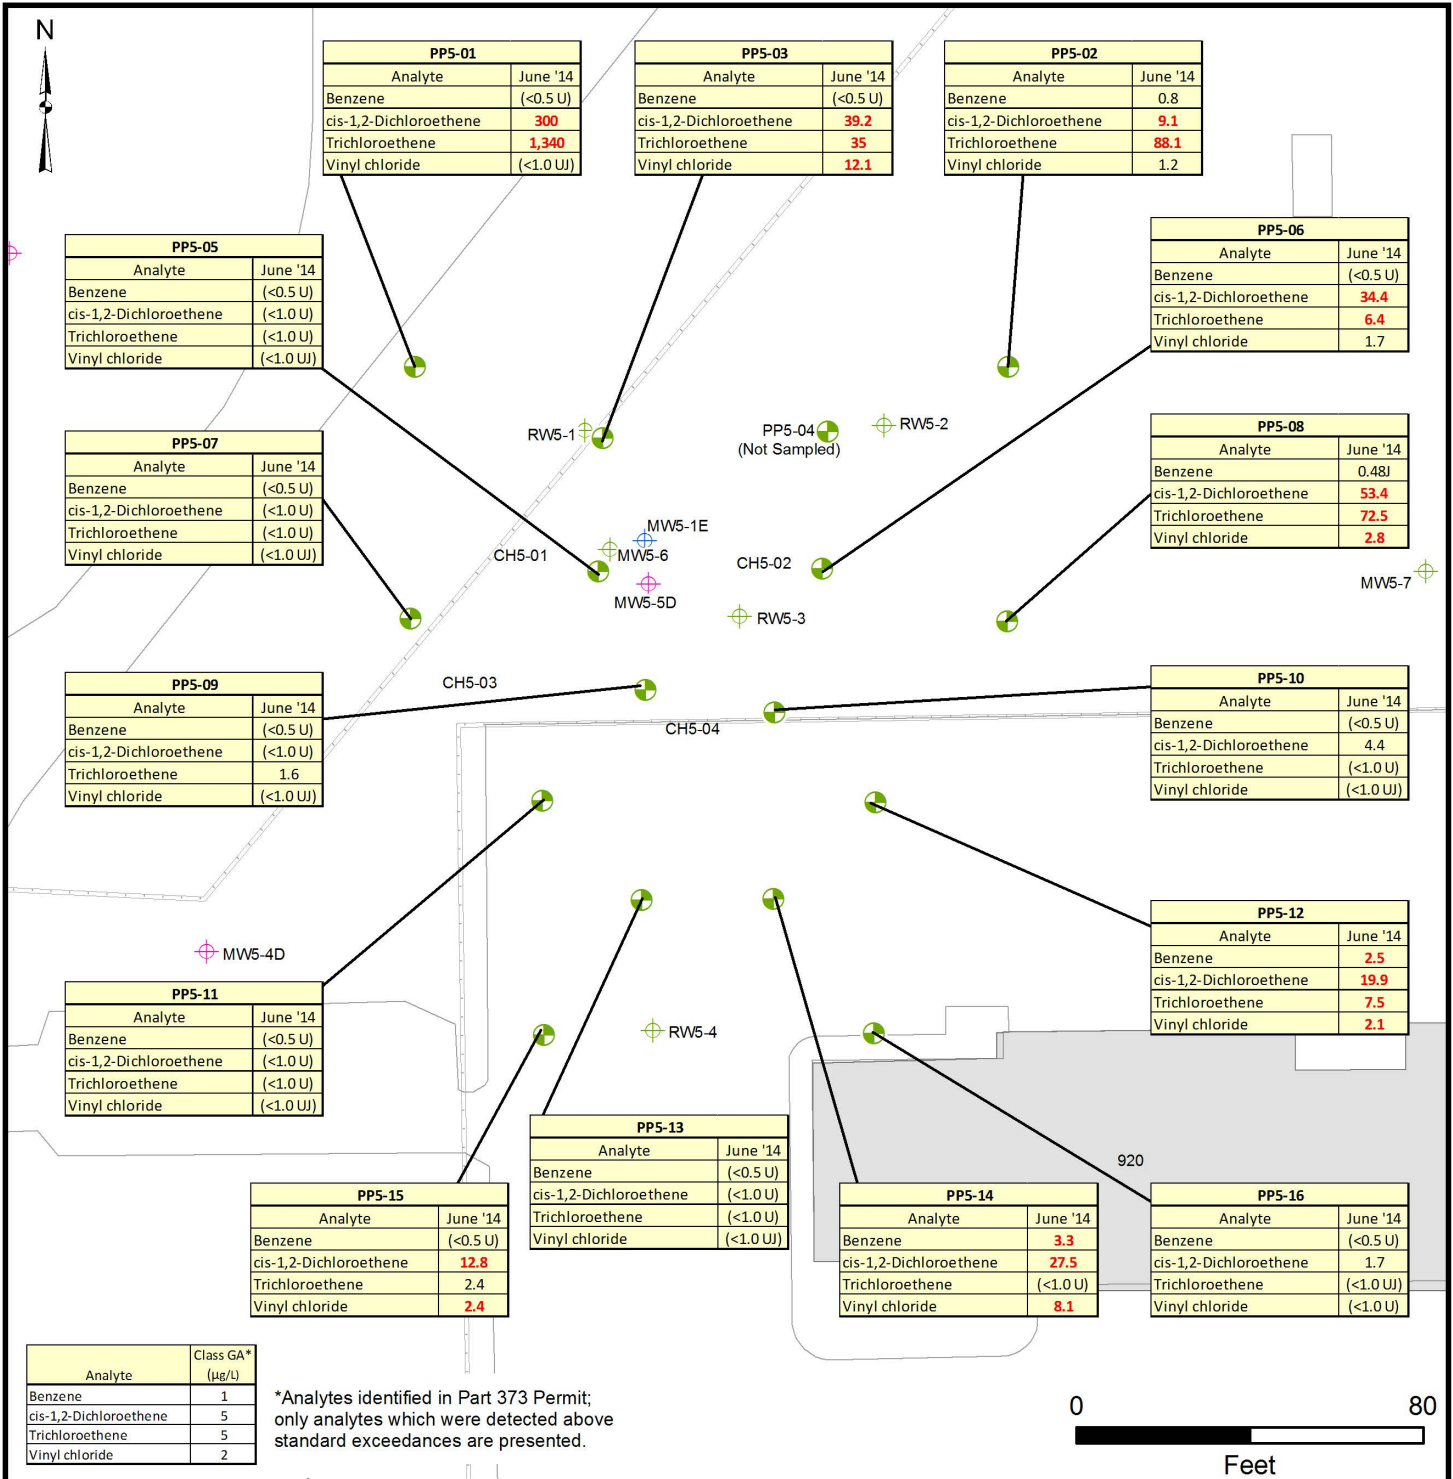 N
PP5-01
Analyte June '14
Benzene (<0.5 U)
cis-1,2-Dichloroethene 300
Trichloroethene 1,340
Vinyl chloride (<1.0 UJ)
PP5-03
Analyte June '14
Benzene (<0.5 U)
cis-1,2-Dichloroethene 39.2
Trichloroethene 35
Vinyl chloride 12.1
PP5-02
Analyte June '14
Benzene 0.8
cis-1,2-Dichloroethene 9.1
Trichloroethene 88.1
Vinyl chloride 1.2
PP5-05
Analyte June '14
Benzene (<0.5 U)
cis-1,2-Dichloroethene (<1.0 U)
Trichloroethene (<1.0 U)
Vinyl chloride (<1.0 UJ)
PP5-06
Analyte June '14
Benzene (<0.5 U)
cis-1,2-Dichloroethene 34.4
Trichloroethene 6.4
Vinyl chloride 1.7
RW5-1
PP5-04
(Not Sampled)
RW5-2
PP5-07
Analyte June '14
Benzene (<0.5 U)
cis-1,2-Dichloroethene (<1.0 U)
Trichloroethene (<1.0 U)
Vinyl chloride (<1.0 UJ)
PP5-08
Analyte June '14
Benzene 0.48J
cis-1,2-Dichloroethene 53.4
Trichloroethene 72.5
Vinyl chloride 2.8
MW5-1E
CH5-01
MW5-6
CH5-02
MW5-5D
RW5-3
MW5-7
PP5-09
Analyte June '14
Benzene (<0.5 U)
cis-1,2-Dichloroethene (<1.0 U)
Trichloroethene 1.6
Vinyl chloride (<1.0 UJ)
CH5-03
CH5-04
PP5-10
Analyte June '14
Benzene (<0.5 U)
cis-1,2-Dichloroethene 4.4
Trichloroethene (<1.0 U)
Vinyl chloride (<1.0 UJ)
MW5-4D
PP5-12
Analyte June '14
Benzene 2.5
cis-1,2-Dichloroethene 19.9
Trichloroethene 7.5
Vinyl chloride 2.1
PP5-11
Analyte June '14
Benzene (<0.5 U)
cis-1,2-Dichloroethene (<1.0 U)
Trichloroethene (<1.0 U)
Vinyl chloride (<1.0 UJ)
RW5-4
PP5-13
Analyte June '14
Benzene (<0.5 U)
cis-1,2-Dichloroethene (<1.0 U)
Trichloroethene (<1.0 U)
Vinyl chloride (<1.0 UJ)
920
PP5-15
Analyte June '14
Benzene (<0.5 U)
cis-1,2-Dichloroethene 12.8
Trichloroethene 2.4
Vinyl chloride 2.4
PP5-14
Analyte June '14
Benzene 3.3
cis-1,2-Dichloroethene 27.5
Trichloroethene (<1.0 U)
Vinyl chloride 8.1
PP5-16
Analyte June '14
Benzene (<0.5 U)
cis-1,2-Dichloroethene 1.7
Trichloroethene (<1.0 UJ)
Vinyl chloride (<1.0 U)
Class GA*
Analyte (µg/L)
Benzene 1
cis-1,2-Dichloroethene 5
Trichloroethene 5
Vinyl chloride 2
*Analytes identified in Part 373 Permit;
only analytes which were detected above
standard exceedances are presented.
0 80
Feet